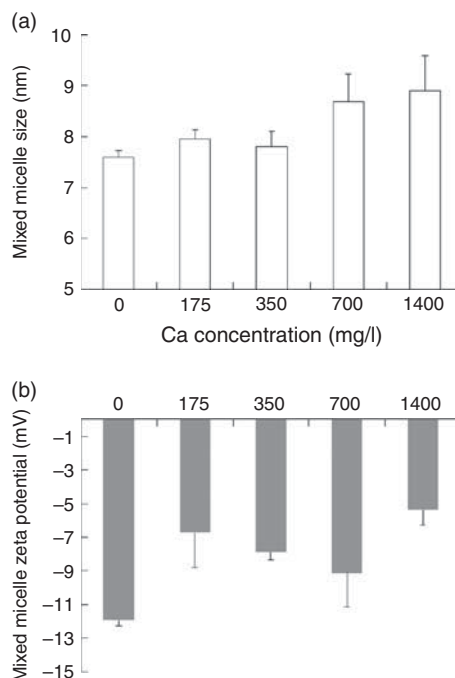 (a)
Mixed micelle size (nm)
10
9
8
7
6
5
0 175 350 700 1400
Ca concentration (mg/l)
(b)
Mixed micelle zeta potential (mV)
0 175 350 700 1400
–1
–3
–5
–7
–9
–11
–13
–15